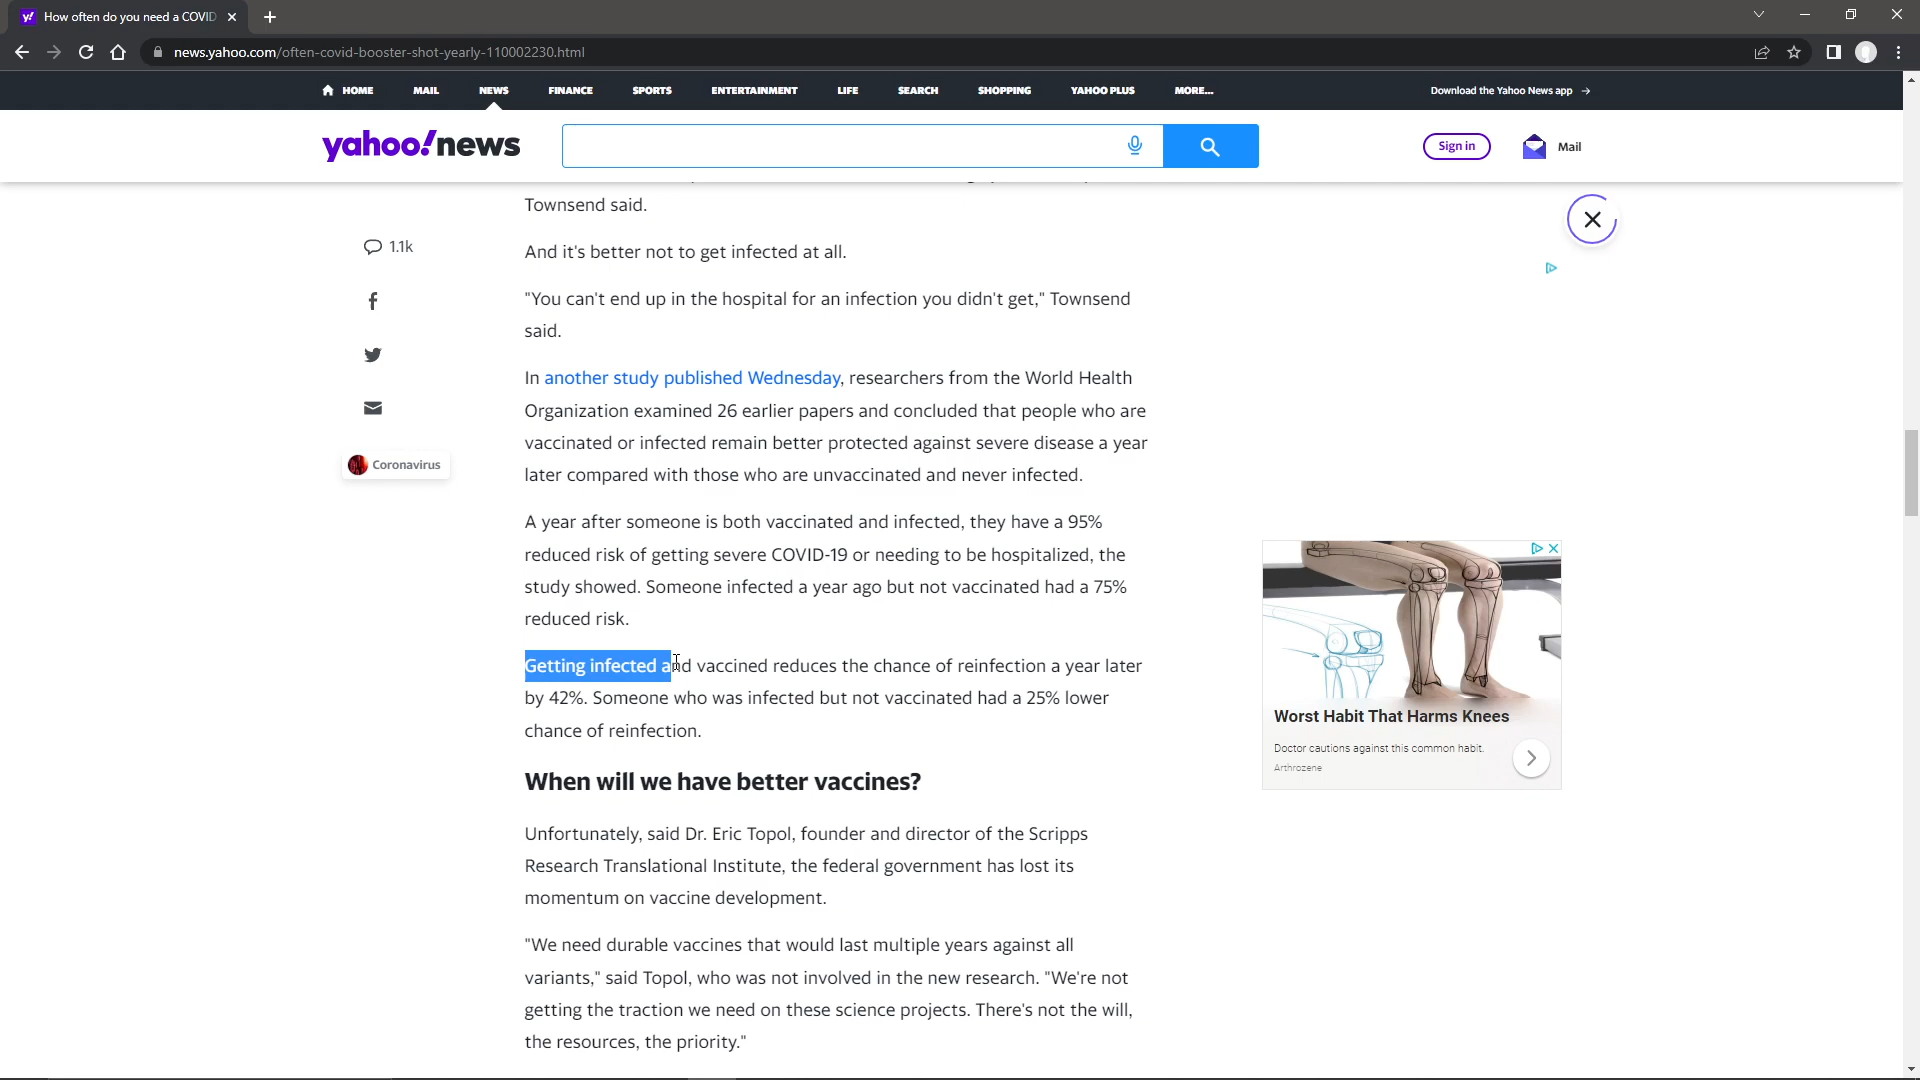 How often do you need a COVID
news.yahoo.com/often-covid-booster-shot-yearly-110002230.html
HOME MAIL NEWS FINANCE SPORTS ENTERTAINMENT LIFE SEARCH SHOPPING YAHOO PLUS MORE... Download the Yahoo News app →
yahoo!news
Sign in
Mail
Townsend said.
1.1k
And it's better not to get infected at all.
"You can't end up in the hospital for an infection you didn't get," Townsend
said.
In another study published Wednesday, researchers from the World Health
Organization examined 26 earlier papers and concluded that people who are
vaccinated or infected remain better protected against severe disease a year
later compared with those who are unvaccinated and never infected.
Coronavirus
A year after someone is both vaccinated and infected, they have a 95%
reduced risk of getting severe COVID-19 or needing to be hospitalized, the
study showed. Someone infected a year ago but not vaccinated had a 75%
reduced risk.
Getting infected and vaccined reduces the chance of reinfection a year later
by 42%. Someone who was infected but not vaccinated had a 25% lower
chance of reinfection.
Worst Habit That Harms Knees
Doctor cautions against this common habit.
Arthrozene
When will we have better vaccines?
Unfortunately, said Dr. Eric Topol, founder and director of the Scripps
Research Translational Institute, the federal government has lost its
momentum on vaccine development.
"We need durable vaccines that would last multiple years against all
variants," said Topol, who was not involved in the new research. "We're not
getting the traction we need on these science projects. There's not the will,
the resources, the priority."